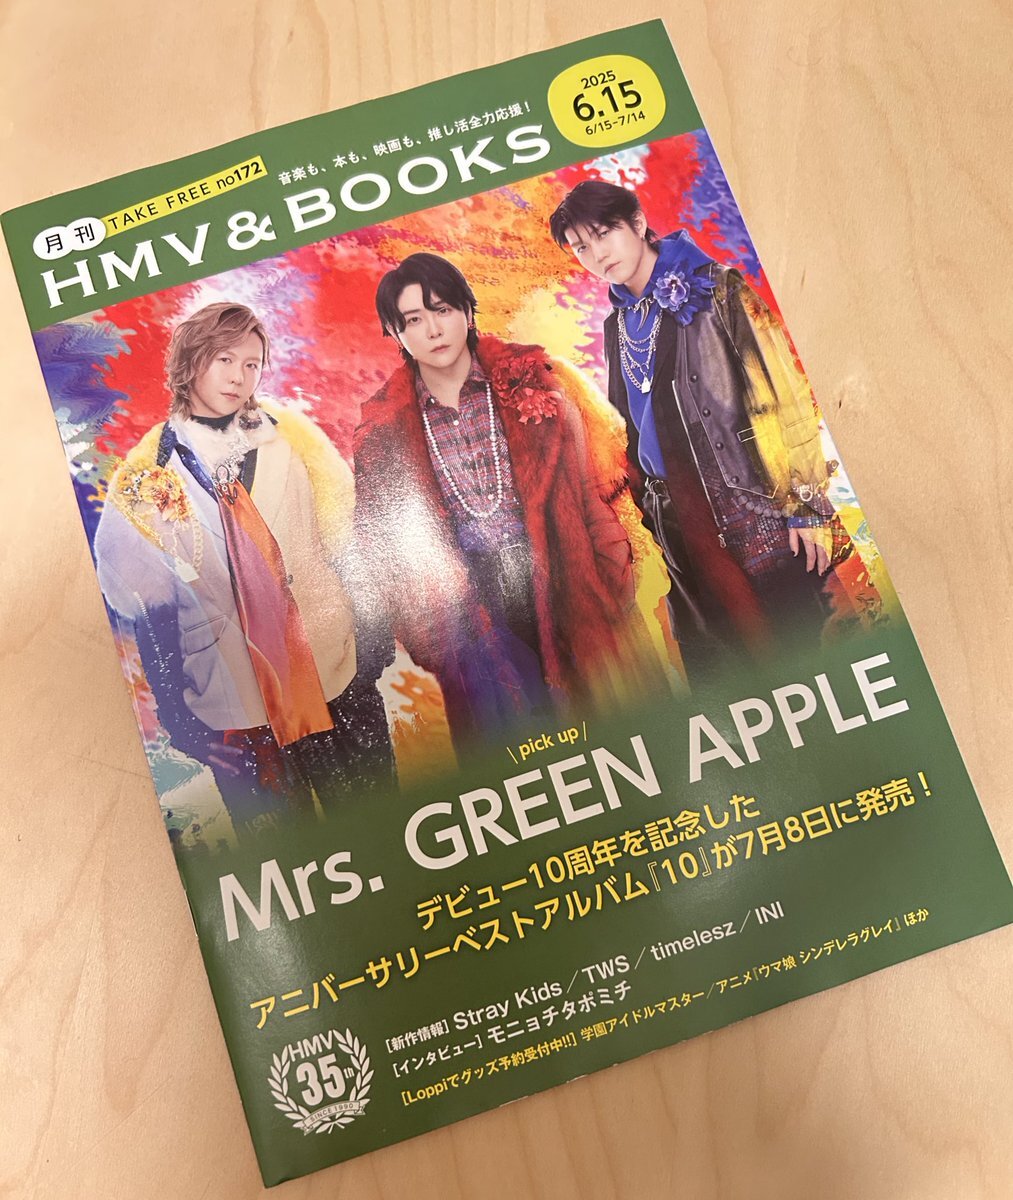 2025
6.15
6/15-7/14
音楽も、本も、映画も、推し活全力応援！
月刊 TAKE FREE no172
HMV & BOOKS
\ pick up /
Mrs. GREEN APPLE
デビュー10周年を記念した
アニバーサリーベストアルバム『10』が7月8日に発売！
[新作情報] Stray Kids／TWS／timelesz／INI
[インタビュー] モニョチタポミチ
[Loppiでグッズ予約受付中!!] 学園アイドルマスター／アニメ『ウマ娘 シンデレラグレイ』 ほか
HMV
35th
SINCE 1990